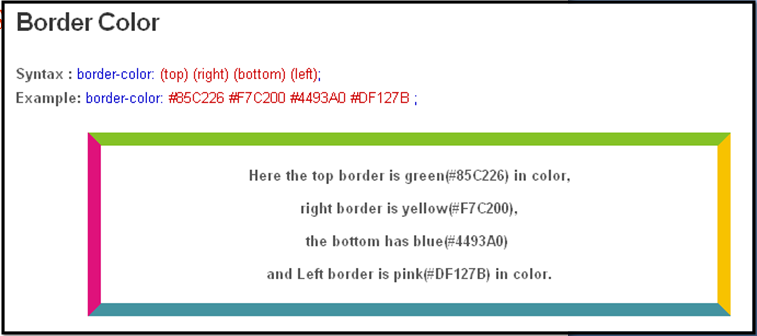 Border Color
Syntax : border-color: (top) (right) (bottom) (left);
Example: border-color: #85C226 #F7C200 #4493A0 #DF127B ;
Here the top border is green(#85C226) in color,
right border is yellow(#F7C200),
the bottom has blue(#4493A0)
and Left border is pink(#DF127B) in color.